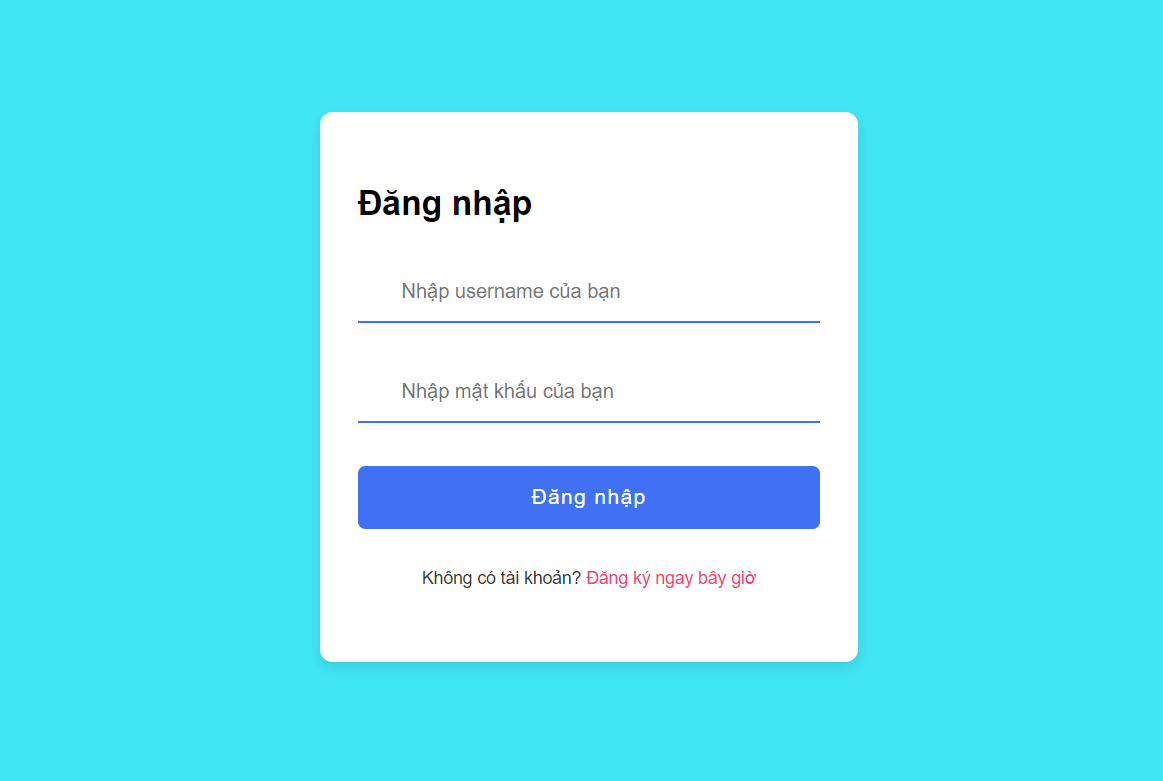 Đăng nhập
Nhập username của bạn
Nhập mật khấu của bạn
Đăng nhập
Không có tài khoản? Đăng ký ngay bây giờ